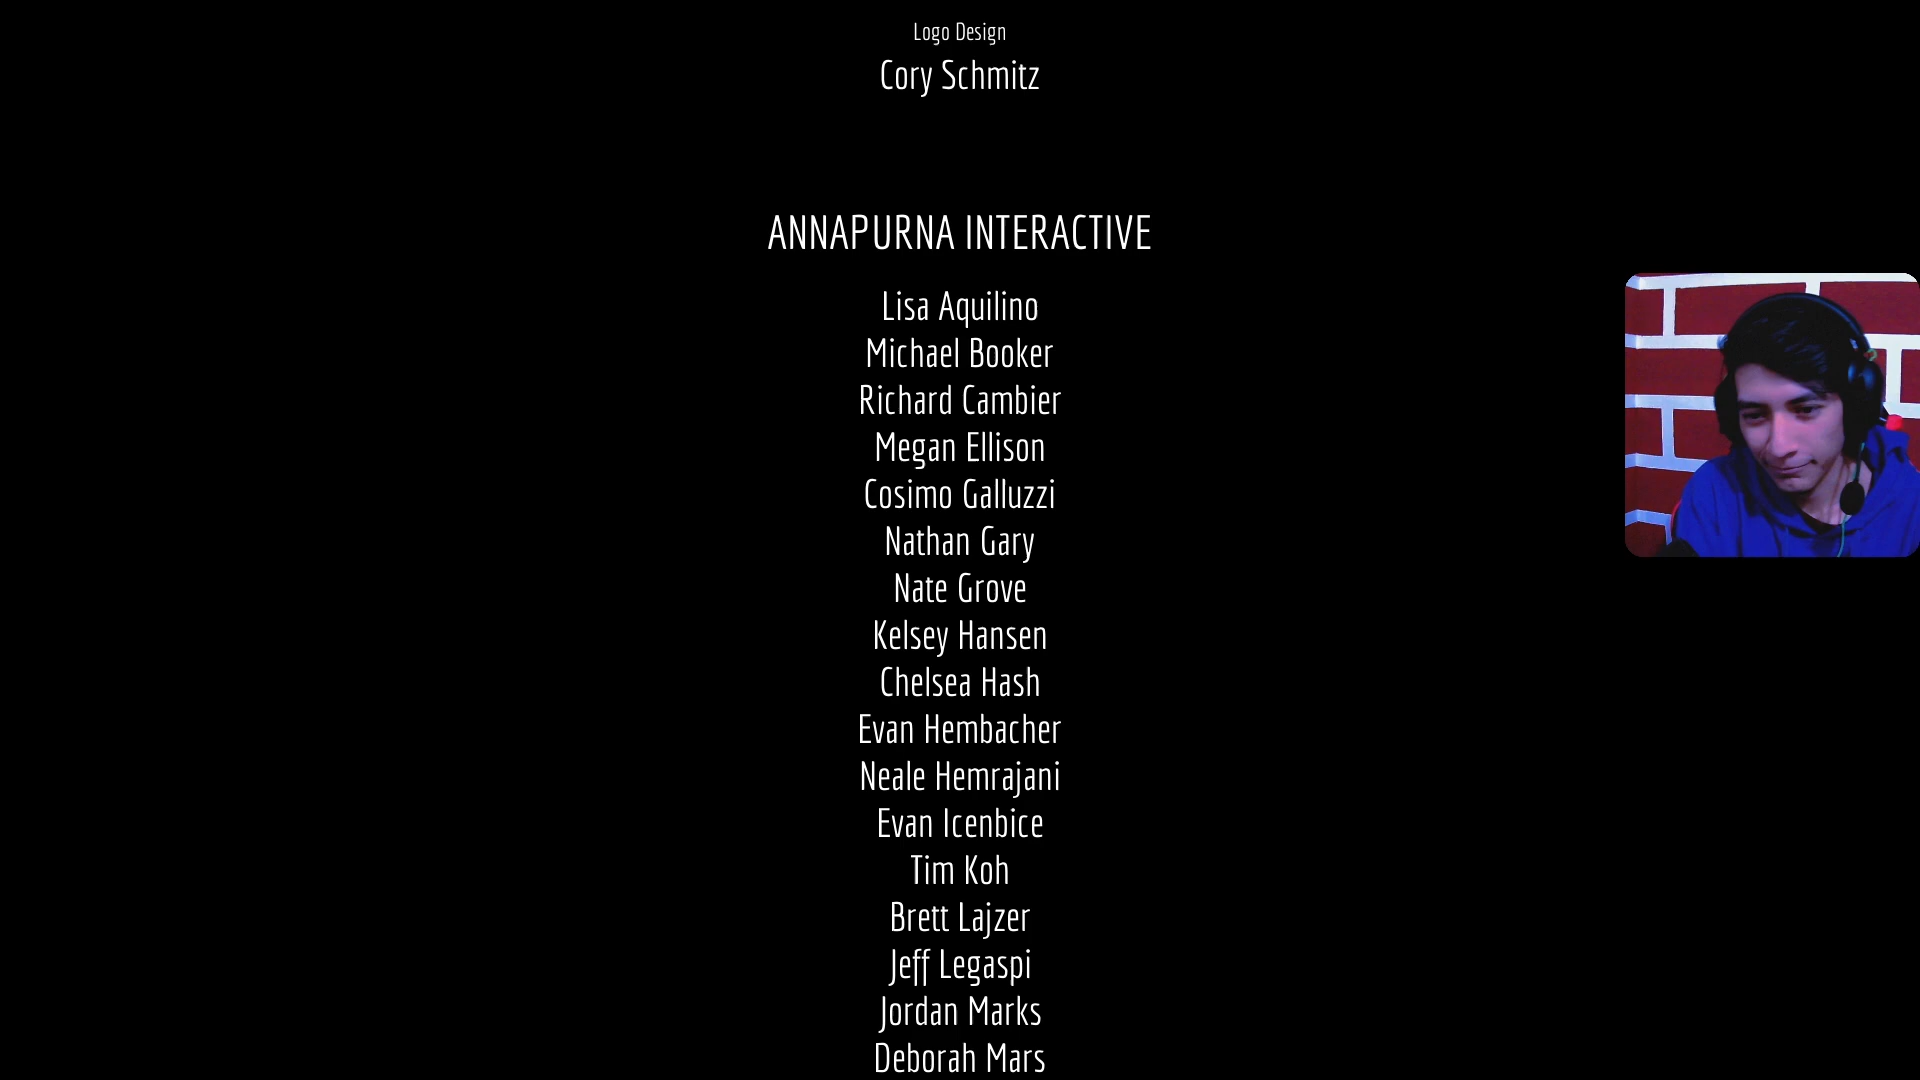 Logo Design
Cory Schmitz
ANNAPURNA INTERACTIVE
Lisa Aquilino
Michael Booker
Richard Cambier
Megan Ellison
Cosimo Galluzzi
Nathan Gary
Nate Grove
Kelsey Hansen
Chelsea Hash
Evan Hembacher
Neale Hemrajani
Evan Icenbice
Tim Koh
Brett Lajzer
Jeff Legaspi
Jordan Marks
Deborah Mars